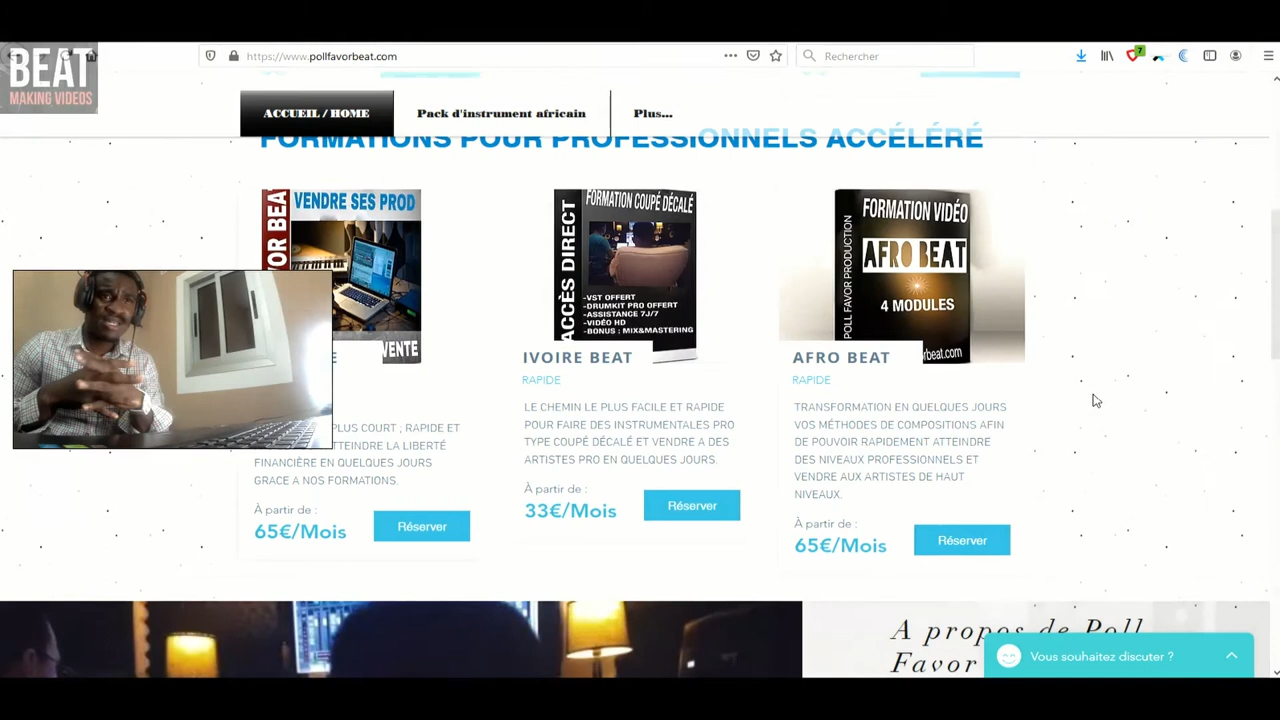 BEAT
MAKING VIDEOS
https://www.pollfavorbeat.com
Rechercher
7
ACCUEIL / HOME
Pack d'instrument africain
Plus...
FORMATIONS POUR PROFESSIONNELS ACCÉLÉRÉ
VENDRE SES PROD
VOR BEA
VENTE
E
PLUS COURT ; RAPIDE ET
ATTEINDRE LA LIBERTÉ
FINANCIÈRE EN QUELQUES JOURS
GRACE A NOS FORMATIONS.
À partir de :
65€/Mois
Réserver
FORMATION COUPÉ DÉCALÉ
ACCÈS DIRECT
-VST OFFERT
-DRUMKIT PRO OFFERT
-ASSISTANCE 7J/7
-VIDÉO HD
-BONUS : MIX&MASTERING
IVOIRE BEAT
RAPIDE
LE CHEMIN LE PLUS FACILE ET RAPIDE
POUR FAIRE DES INSTRUMENTALES PRO
TYPE COUPÉ DÉCALÉ ET VENDRE A DES
ARTISTES PRO EN QUELQUES JOURS.
À partir de :
33€/Mois
Réserver
FORMATION VIDÉO
AFRO BEAT
4 MODULES
POLL FAVOR PRODUCTION
rbeat.com
AFRO BEAT
RAPIDE
TRANSFORMATION EN QUELQUES JOURS
VOS MÉTHODES DE COMPOSITIONS AFIN
DE POUVOIR RAPIDEMENT ATTEINDRE
DES NIVEAUX PROFESSIONNELS ET
VENDRE AUX ARTISTES DE HAUT
NIVEAUX.
À partir de :
65€/Mois
Réserver
A propos de Poll
Favor
Vous souhaitez discuter ?